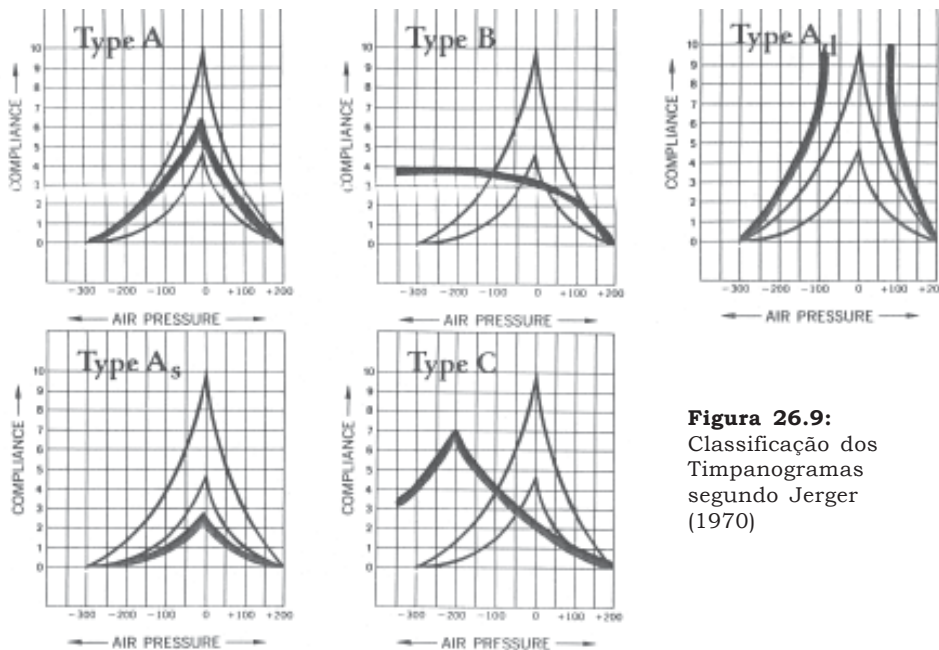 Type A
COMPLIANCE
10
9
8
7
6
5
4
3
2
1
0
-300 -200 -100 0 +100 +200
AIR PRESSURE
Type B
COMPLIANCE
10
9
8
7
6
5
4
3
2
1
0
-300 -200 -100 0 +100 +200
AIR PRESSURE
Type Ad
COMPLIANCE
10
9
8
7
6
5
4
3
2
1
0
-300 -200 -100 0 +100 +200
AIR PRESSURE
Type As
COMPLIANCE
10
9
8
7
6
5
4
3
2
1
0
-300 -200 -100 0 +100 +200
AIR PRESSURE
Type C
COMPLIANCE
10
9
8
7
6
5
4
3
2
1
0
-300 -200 -100 0 +100 +200
AIR PRESSURE
Figura 26.9:
Classificação dos
Timpanogramas
segundo Jerger
(1970)